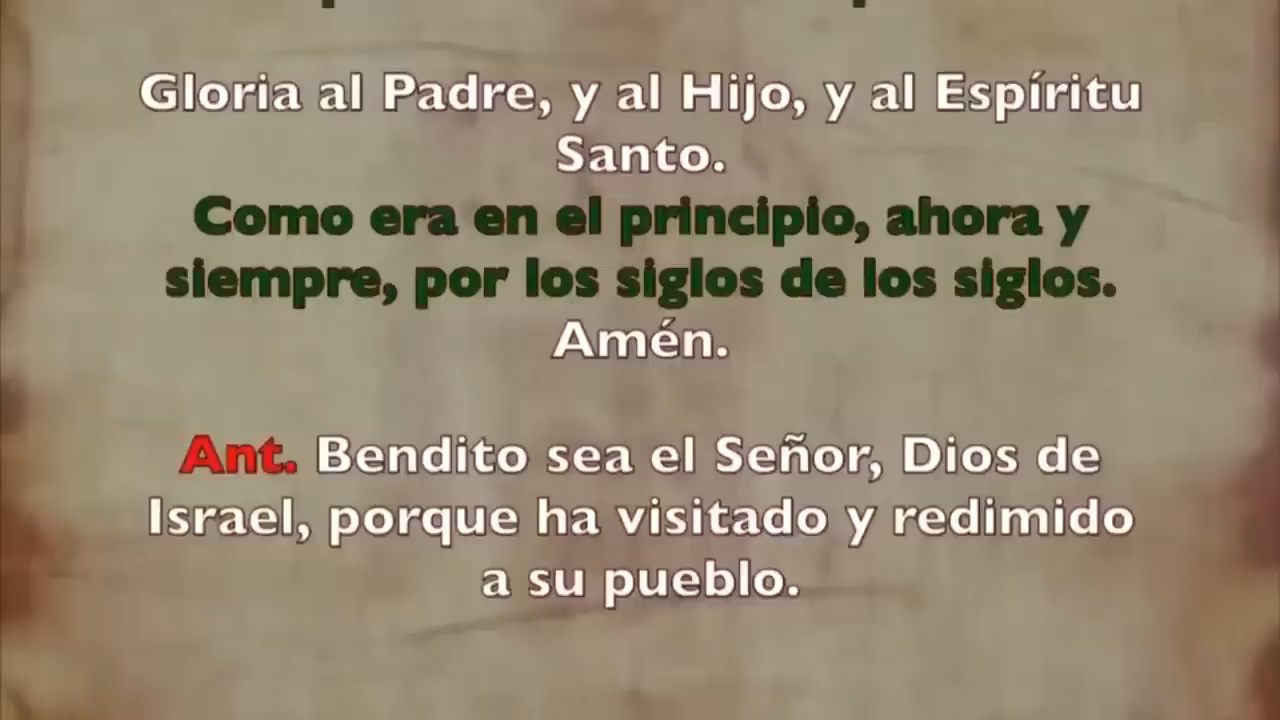 Gloria al Padre, y al Hijo, y al Espíritu
Santo.
Como era en el principio, ahora y
siempre, por los siglos de los siglos.
Amén.
Ant. Bendito sea el Señor, Dios de
Israel, porque ha visitado y redimido
a su pueblo.